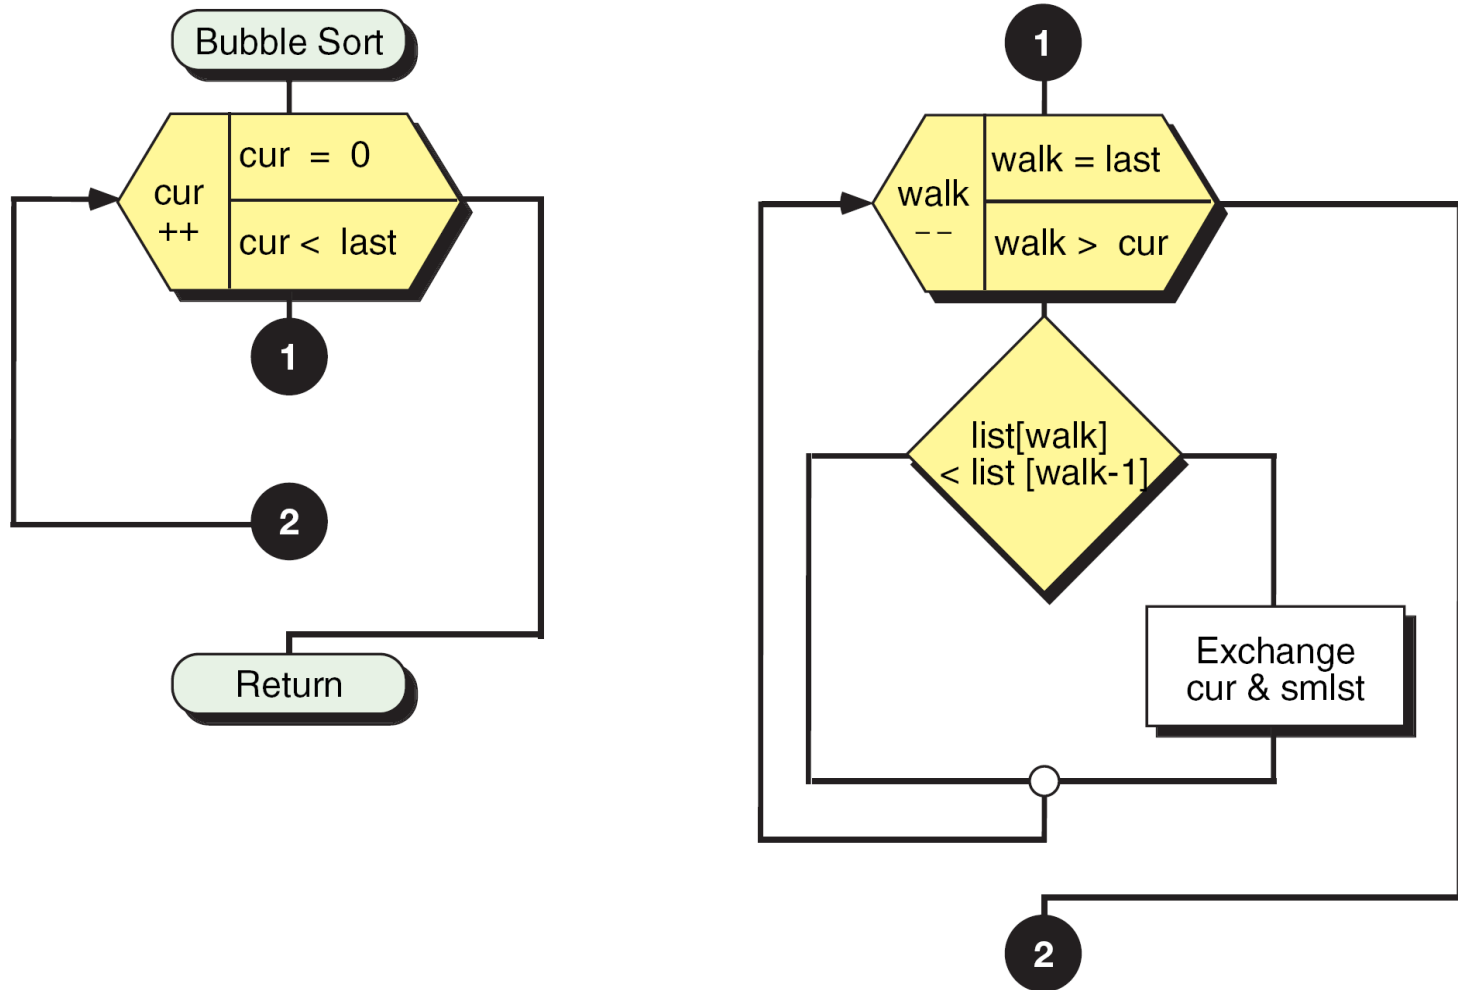 Bubble Sort
cur = 0
cur
++
cur < last
1
2
Return
1
walk = last
walk
--
walk > cur
list[walk]
< list [walk-1]
Exchange
cur & smlst
2